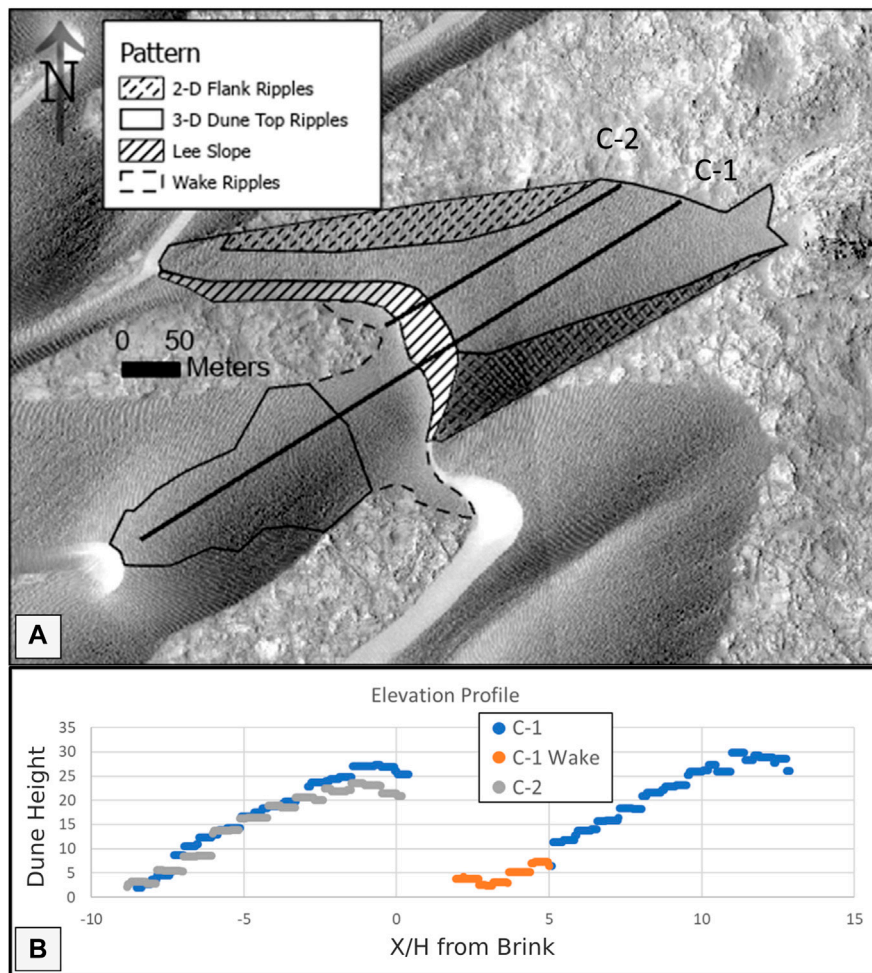 N
Pattern
2-D Flank Ripples
3-D Dune Top Ripples
Lee Slope
Wake Ripples
C-2
C-1
0 50
Meters
A
Elevation Profile
C-1
C-1 Wake
C-2
Dune Height
35
30
25
20
15
10
5
0
-10 -5 0 5 10 15
X/H from Brink
B